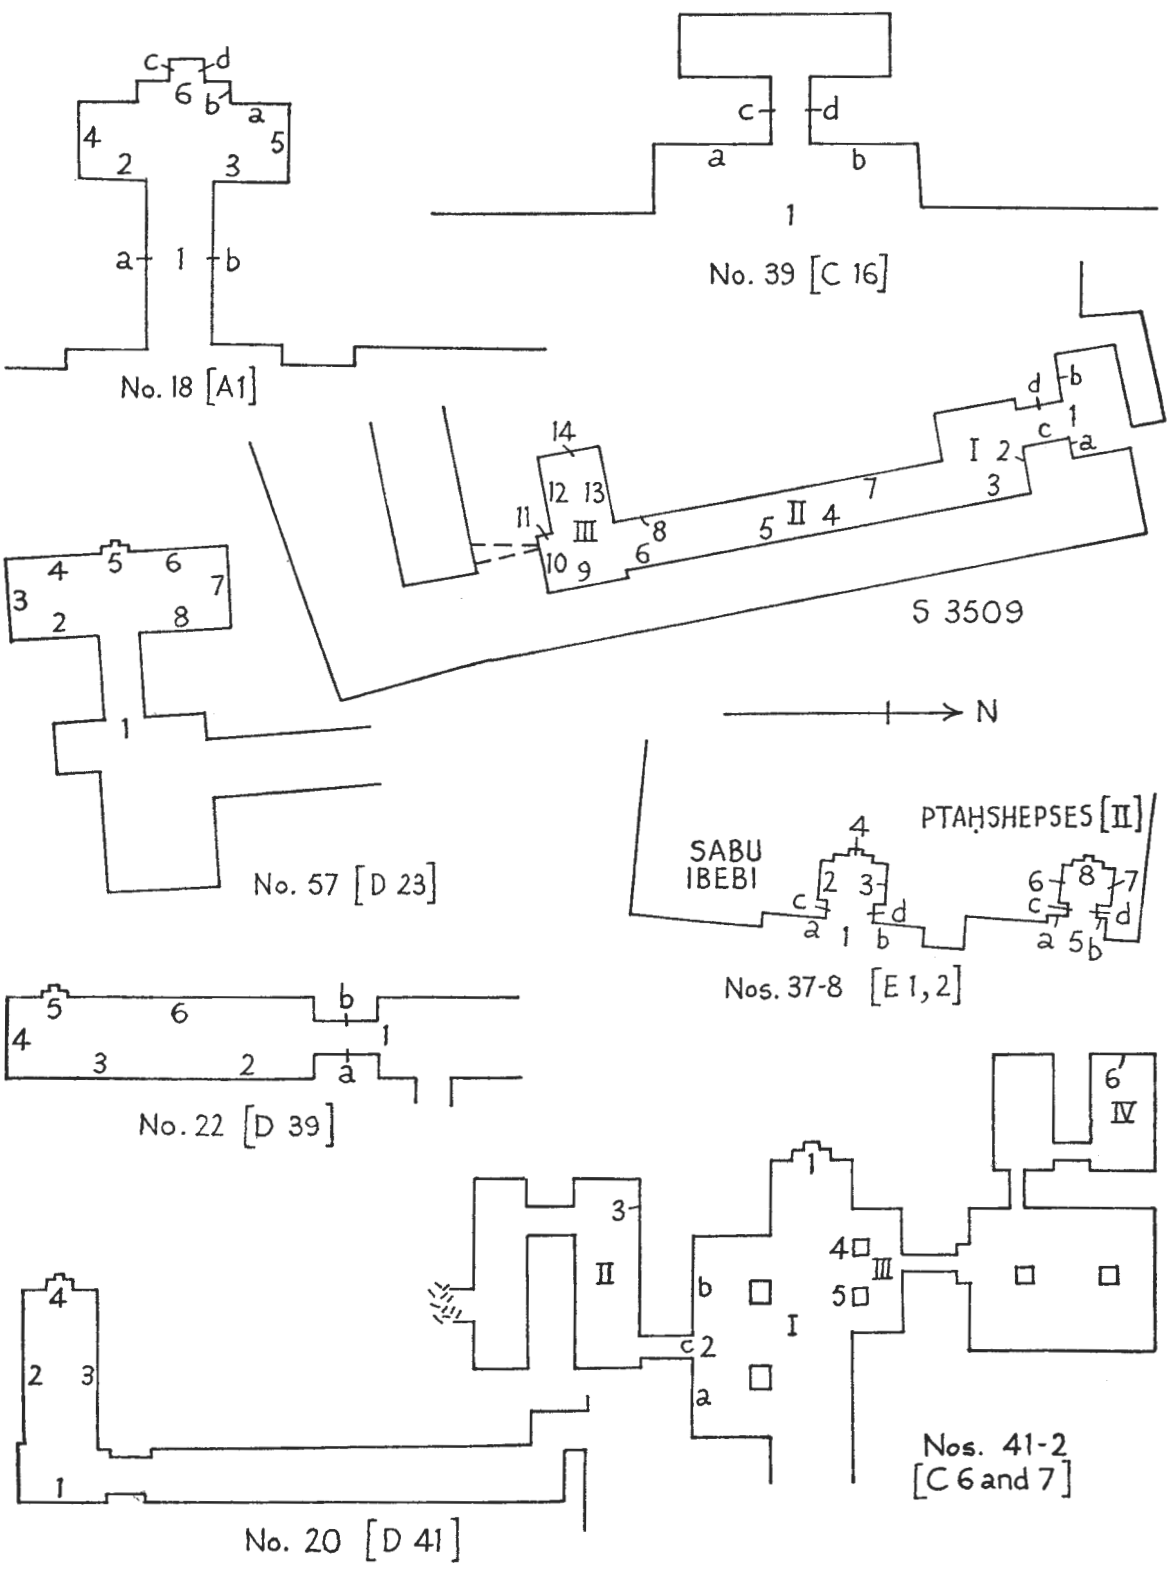 c d
6
b a
4 5
2 3
a 1 b
No. 18 [A1]
c d
a b
1
No. 39 [C 16]
d b
1
c a
I 2
3
14
12 13
11 III
10 9
8
6
7
5 II 4
S 3509
N
4 5 6
3 7
2 8
1
No. 57 [D 23]
SABU
IBEBI
4
2 3
c d
a 1 b
PTAḤSHEPSES [II]
6 8 7
c d
a 5 b
Nos. 37-8 [E 1, 2]
5 6
4
3 2
b
1
a
No. 22 [D 39]
4
2 3
1
No. 20 [D 41]
3
II
1
b
c 2
a
4
III
5
I
6
IV
Nos. 41-2
[C 6 and 7]